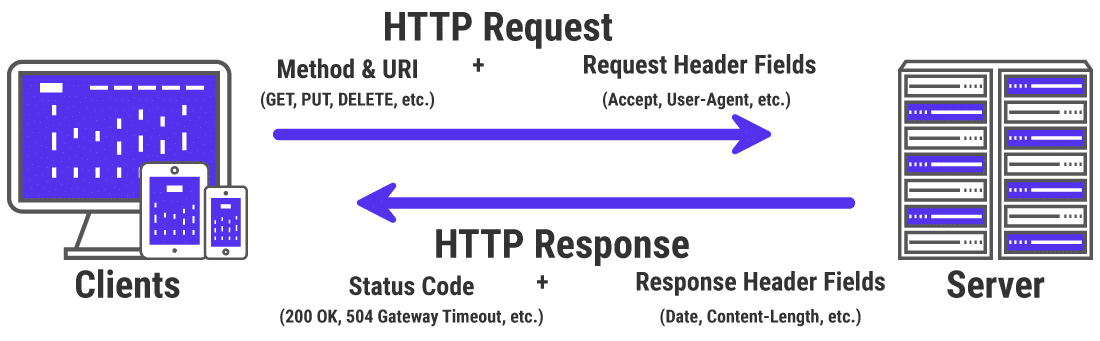 HTTP Request
Method & URI + Request Header Fields
(GET, PUT, DELETE, etc.) (Accept, User-Agent, etc.)
HTTP Response
Clients Server
Status Code + Response Header Fields
(200 OK, 504 Gateway Timeout, etc.) (Date, Content-Length, etc.)